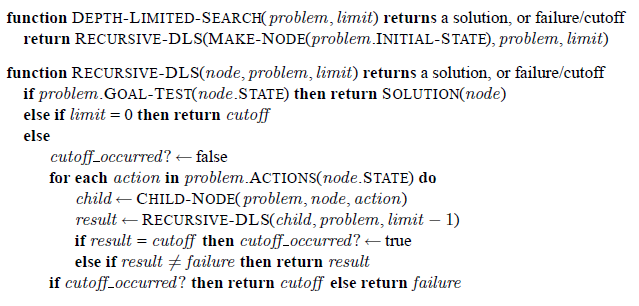 function DEPTH-LIMITED-SEARCH(problem, limit) returns a solution, or failure/cutoff
return RECURSIVE-DLS(MAKE-NODE(problem.INITIAL-STATE), problem, limit)
function RECURSIVE-DLS(node, problem, limit) returns a solution, or failure/cutoff
if problem.GOAL-TEST(node.STATE) then return SOLUTION(node)
else if limit = 0 then return cutoff
else
cutoff_occurred? ← false
for each action in problem.ACTIONS(node.STATE) do
child ← CHILD-NODE(problem, node, action)
result ← RECURSIVE-DLS(child, problem, limit − 1)
if result = cutoff then cutoff_occurred? ← true
else if result ≠ failure then return result
if cutoff_occurred? then return cutoff else return failure